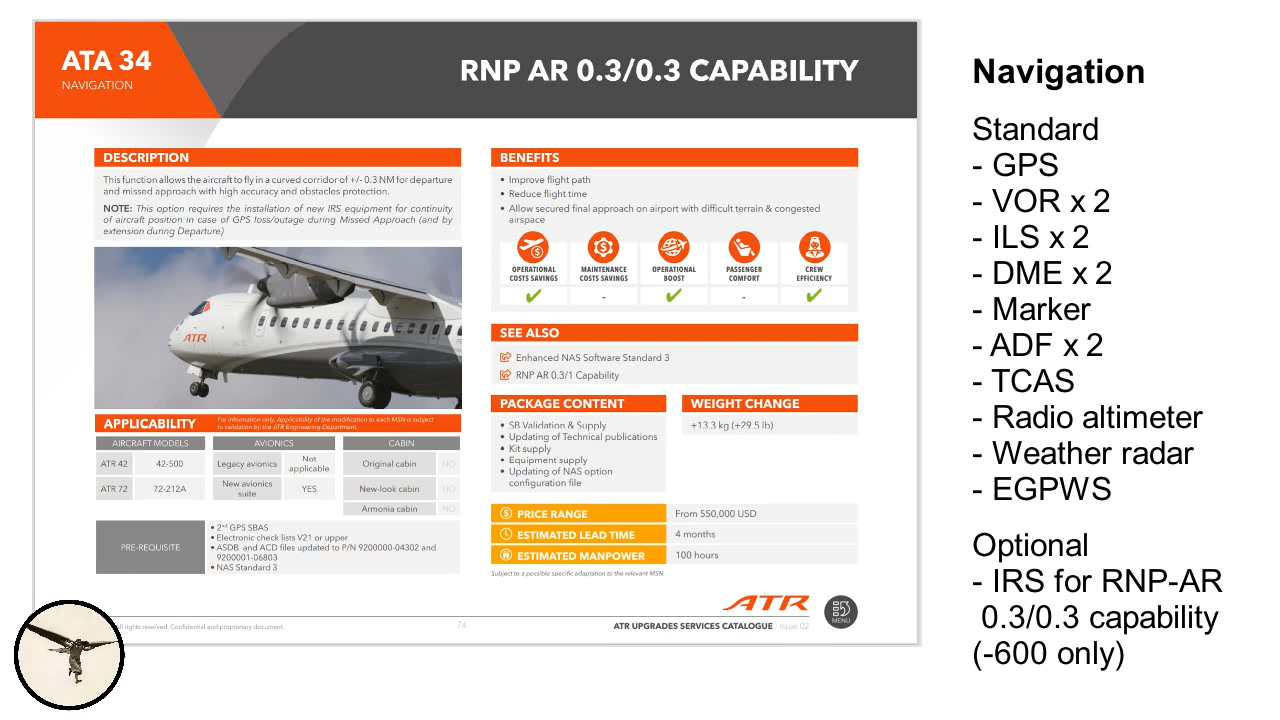 ATA 34
NAVIGATION
RNP AR 0.3/0.3 CAPABILITY
DESCRIPTION
This function allows the aircraft to fly in a curved corridor of +/- 0.3 NM for departure
and missed approach with high accuracy and obstacles protection.
NOTE: This option requires the installation of new IRS equipment for continuity
of aircraft position in case of GPS loss/outage during Missed Approach (and by
extension during Departure)
ATR
APPLICABILITY
For information only. Applicability of the modification to each MSN is subject
to validation by the ATR Engineering Department.
AIRCRAFT MODELS
AVIONICS
CABIN
ATR 42
42-500
Legacy avionics
Not
applicable
Original cabin
NO
ATR 72
72-212A
New avionics
suite
YES
New-look cabin
NO
Armonia cabin
NO
PRE-REQUISITE
• 2nd GPS SBAS
• Electronic check lists V21 or upper
• ASDB and ACD files updated to P/N 9200000-04302 and
9200001-06803
• NAS Standard 3
BENEFITS
• Improve flight path
• Reduce flight time
• Allow secured final approach on airport with difficult terrain & congested
airspace
OPERATIONAL
COSTS SAVINGS
MAINTENANCE
COSTS SAVINGS
OPERATIONAL
BOOST
PASSENGER
COMFORT
CREW
EFFICIENCY
✔ - ✔ - ✔
SEE ALSO
Enhanced NAS Software Standard 3
RNP AR 0.3/1 Capability
PACKAGE CONTENT
• SB Validation & Supply
• Updating of Technical publications
• Kit supply
• Equipment supply
• Updating of NAS option
configuration file
WEIGHT CHANGE
+13.3 kg (+29.5 lb)
PRICE RANGE
From 550,000 USD
ESTIMATED LEAD TIME
4 months
ESTIMATED MANPOWER
100 hours
Subject to a possible specific adaptation to the relevant MSN.
ATR
MENU
All rights reserved. Confidential and proprietary document.
74
ATR UPGRADES SERVICES CATALOGUE Issue 02
Navigation
Standard
- GPS
- VOR x 2
- ILS x 2
- DME x 2
- Marker
- ADF x 2
- TCAS
- Radio altimeter
- Weather radar
- EGPWS
Optional
- IRS for RNP-AR
0.3/0.3 capability
(-600 only)